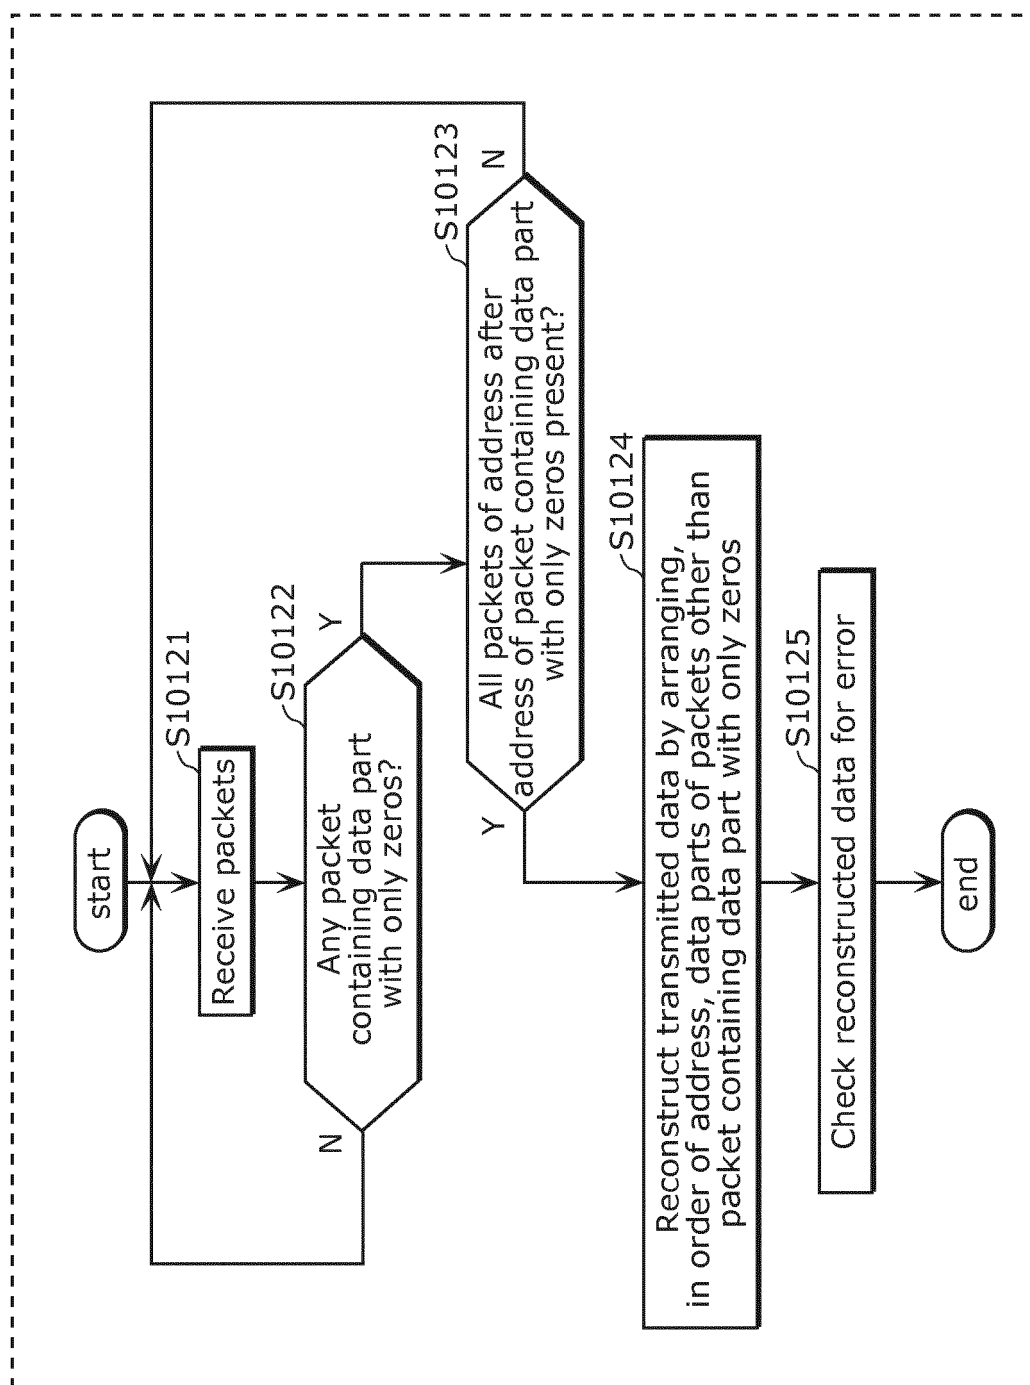 start
S10121
Receive packets
S10122
Any packet
containing data part
with only zeros?
N
Y
S10123
All packets of address after
address of packet containing data part
with only zeros present?
N
Y
S10124
Reconstruct transmitted data by arranging,
in order of address, data parts of packets other than
packet containing data part with only zeros
S10125
Check reconstructed data for error
end